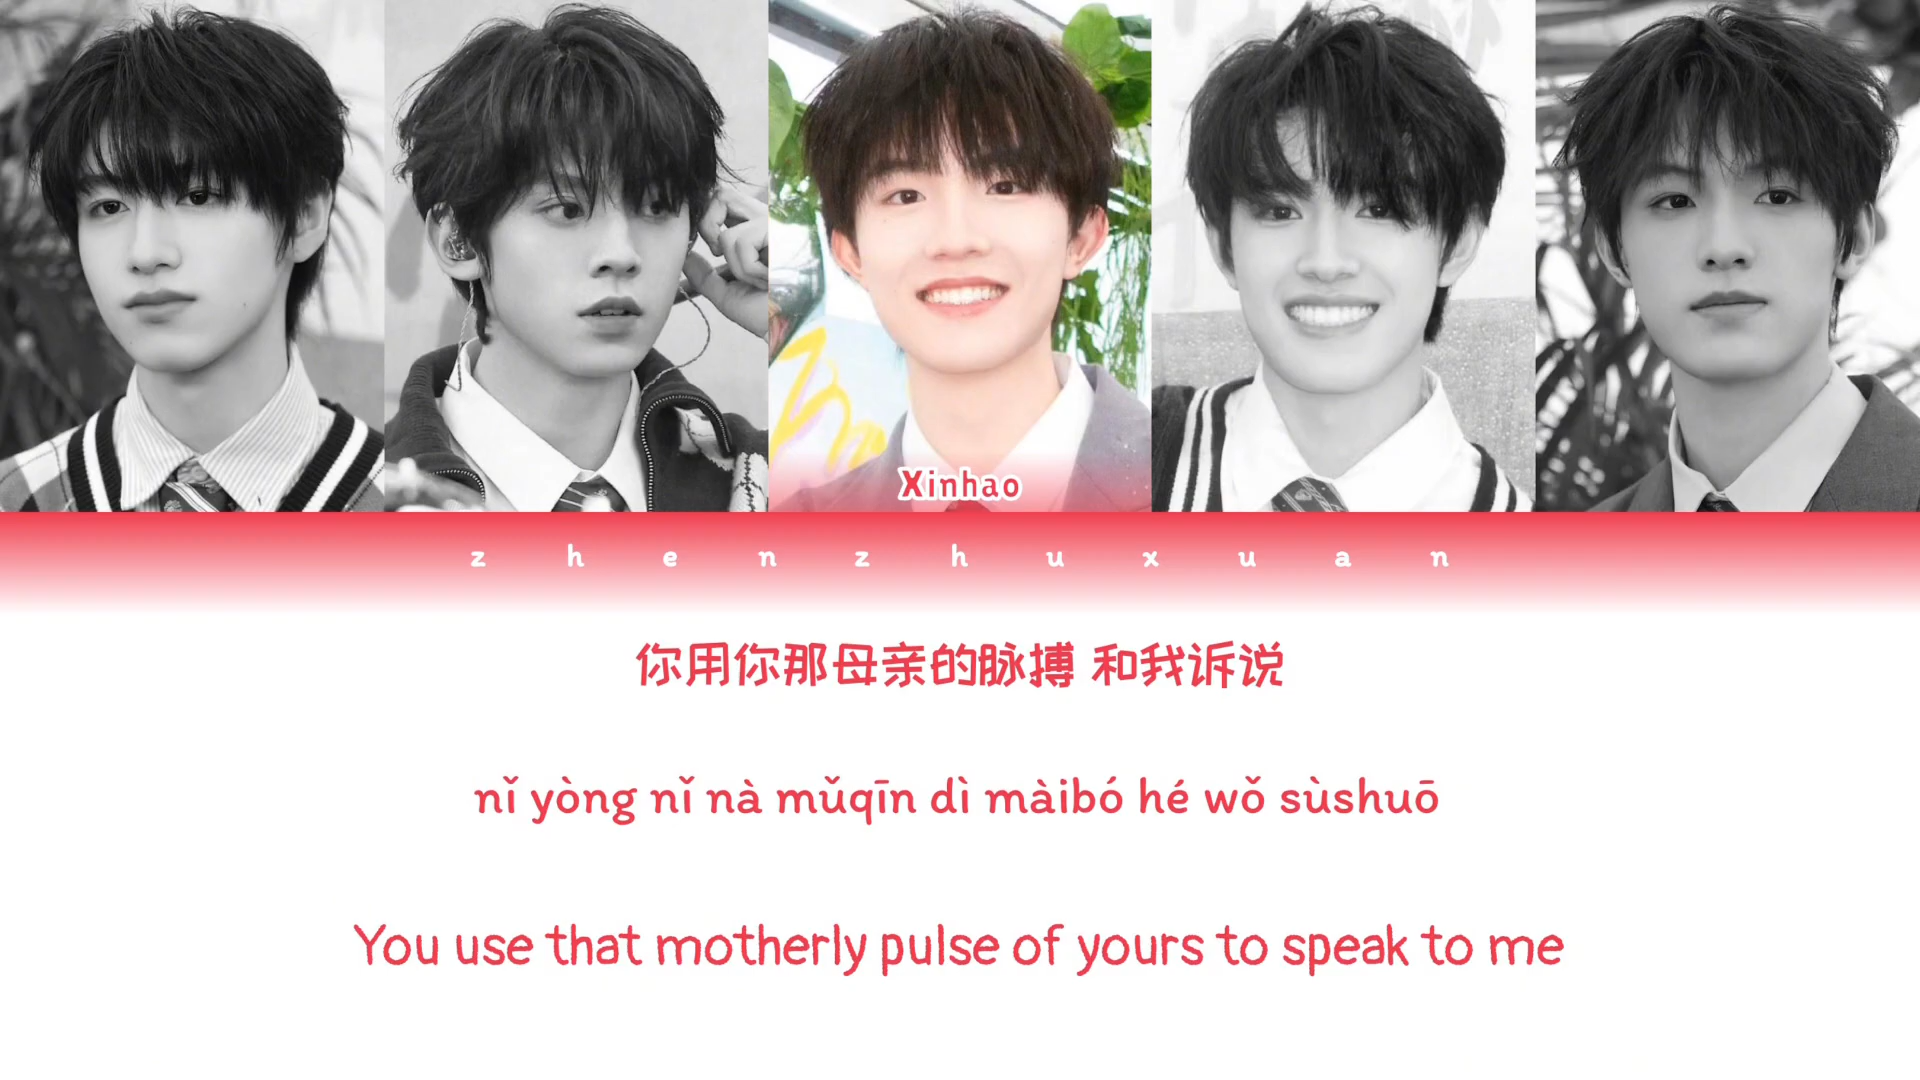 Xinhao
z h e n z h u x u a n
你用你那母亲的脉搏 和我诉说
nǐ yòng nǐ nà mǔqīn dì màibó hé wǒ sùshuō
You use that motherly pulse of yours to speak to me